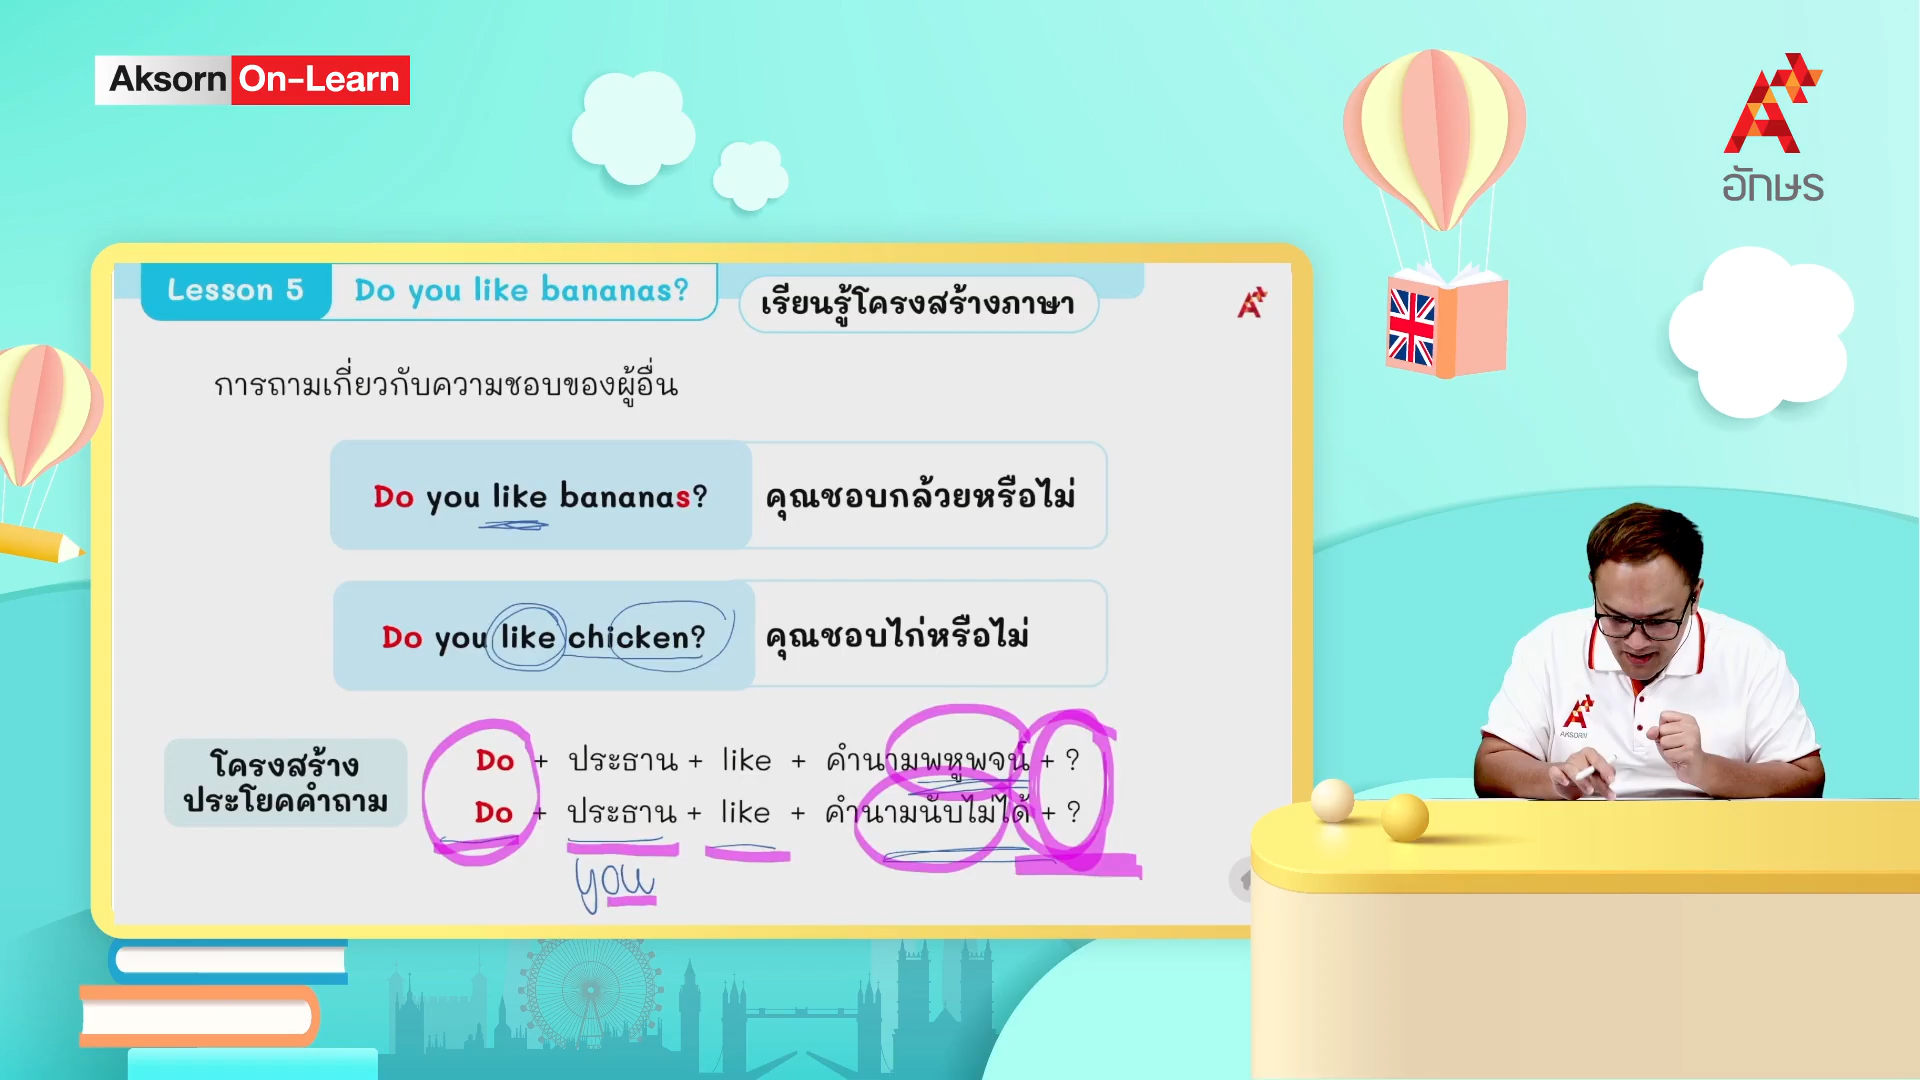 Aksorn On-Learn
อักษร
Lesson 5 Do you like bananas? เรียนรู้โครงสร้างภาษา
การถามเกี่ยวกับความชอบของผู้อื่น
Do you like bananas? คุณชอบกล้วยหรือไม่
Do you like chicken? คุณชอบไก่หรือไม่
โครงสร้าง
ประโยคคำถาม
Do + ประธาน + like + คำนามพหูพจน์ + ?
Do + ประธาน + like + คำนามนับไม่ได้ + ?
you
AKSORN